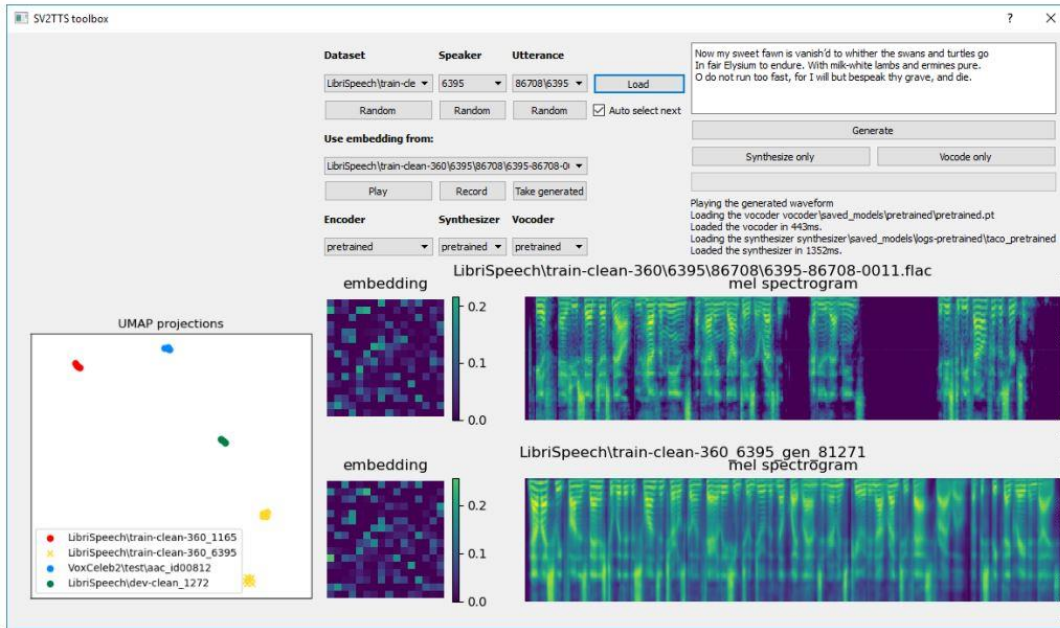 SV2TTS toolbox
?
Dataset
Speaker
Utterance
LibriSpeech\train-cle
6395
86708\6395
Load
Random
Random
Random
Auto select next
Use embedding from:
LibriSpeech\train-clean-360\6395\86708\6395-86708-0
Play
Record
Take generated
Encoder
Synthesizer
Vocoder
pretrained
pretrained
pretrained
Now my sweet fawn is vanish'd to whither the swans and turtles go
In fair Elysium to endure. With milk-white lambs and ermines pure.
O do not run too fast, for I will but bespeak thy grave, and die.
Generate
Synthesize only
Vocode only
Playing the generated waveform
Loading the vocoder vocoder\saved_models\pretrained\pretrained.pt
Loaded the vocoder in 443ms.
Loading the synthesizer synthesizer\saved_models\logs-pretrained\taco_pretrained
Loaded the synthesizer in 1352ms.
LibriSpeech\train-clean-360\6395\86708\6395-86708-0011.flac
embedding
mel spectrogram
0.2
0.1
0.0
UMAP projections
LibriSpeech\train-clean-360_1165
LibriSpeech\train-clean-360_6395
VoxCeleb2\test\aac_id00812
LibriSpeech\dev-clean_1272
LibriSpeech\train-clean-360_6395_gen_81271
embedding
mel spectrogram
0.2
0.1
0.0